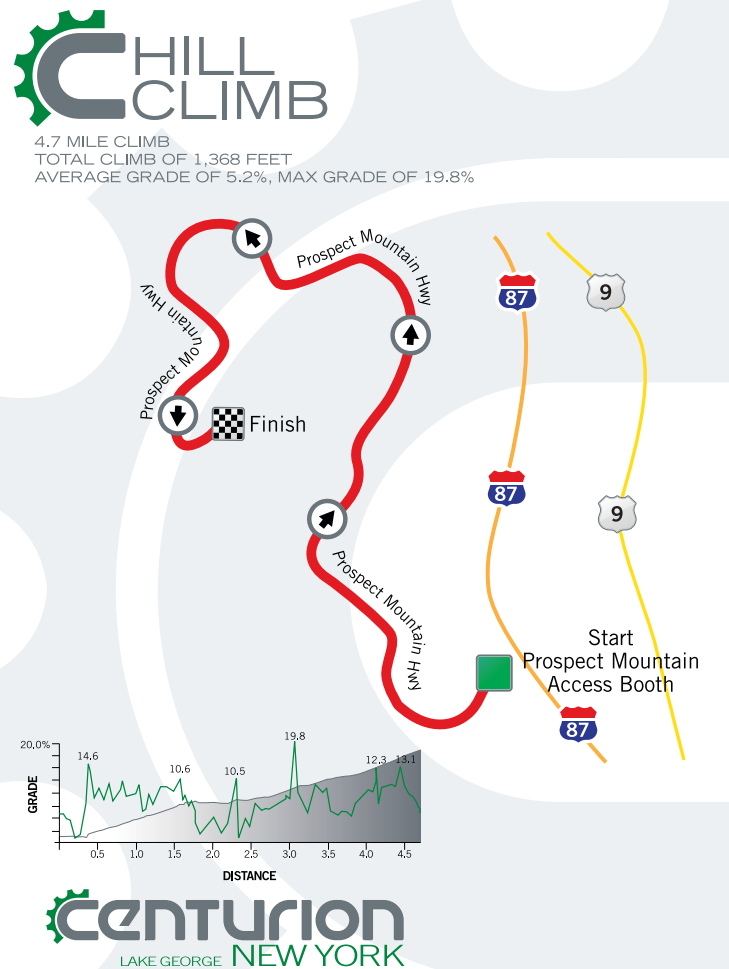 CHILL
CLIMB
4.7 MILE CLIMB
TOTAL CLIMB OF 1,368 FEET
AVERAGE GRADE OF 5.2%, MAX GRADE OF 19.8%
Prospect Mountain Hwy
87
9
Prospect Mountain Hwy
Finish
87
9
Prospect Mountain Hwy
Start
Prospect Mountain
Access Booth
87
20.0%
14.6
10.6
10.5
19.8
12.3
13.1
GRADE
0.5 1.0 1.5 2.0 2.5 3.0 3.5 4.0 4.5
DISTANCE
CENTURION
LAKE GEORGE NEW YORK